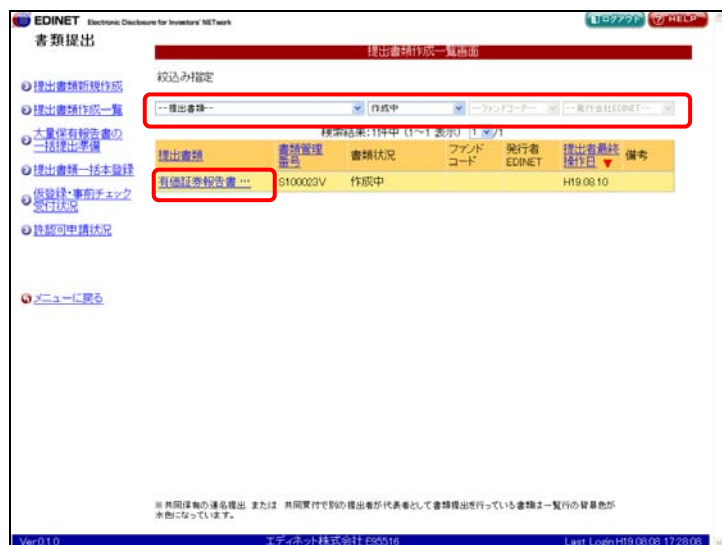 EDINET Electronic Disclosure for Investors' NETwork
ログアウト HELP
書類提出
提出書類作成一覧画面
絞込み指定
提出書類新規作成
提出書類作成一覧
大量保有報告書の
一括提出準備
提出書類一括本登録
仮登録・事前チェック
受付状況
許認可申請状況
メニューに戻る
--提出書類-- 作成中 --ファンドコード-- --発行会社EDINET--
検索結果:1件中 (1~1 表示) 1 /1
提出書類 書類管理番号 書類状況 ファンドコード 発行者EDINET 提出者最終操作日 ▼ 備考
有価証券報告書 … S100023V 作成中 H19.08.10
※共同保有の連名提出 または 共同買付で別の提出者が代表者として書類提出を行っている書類は一覧行の背景色が
水色になっています。
Ver.0.1.0 エディネット株式会社 E95516 Last Login:H19.08.08 17:28:08